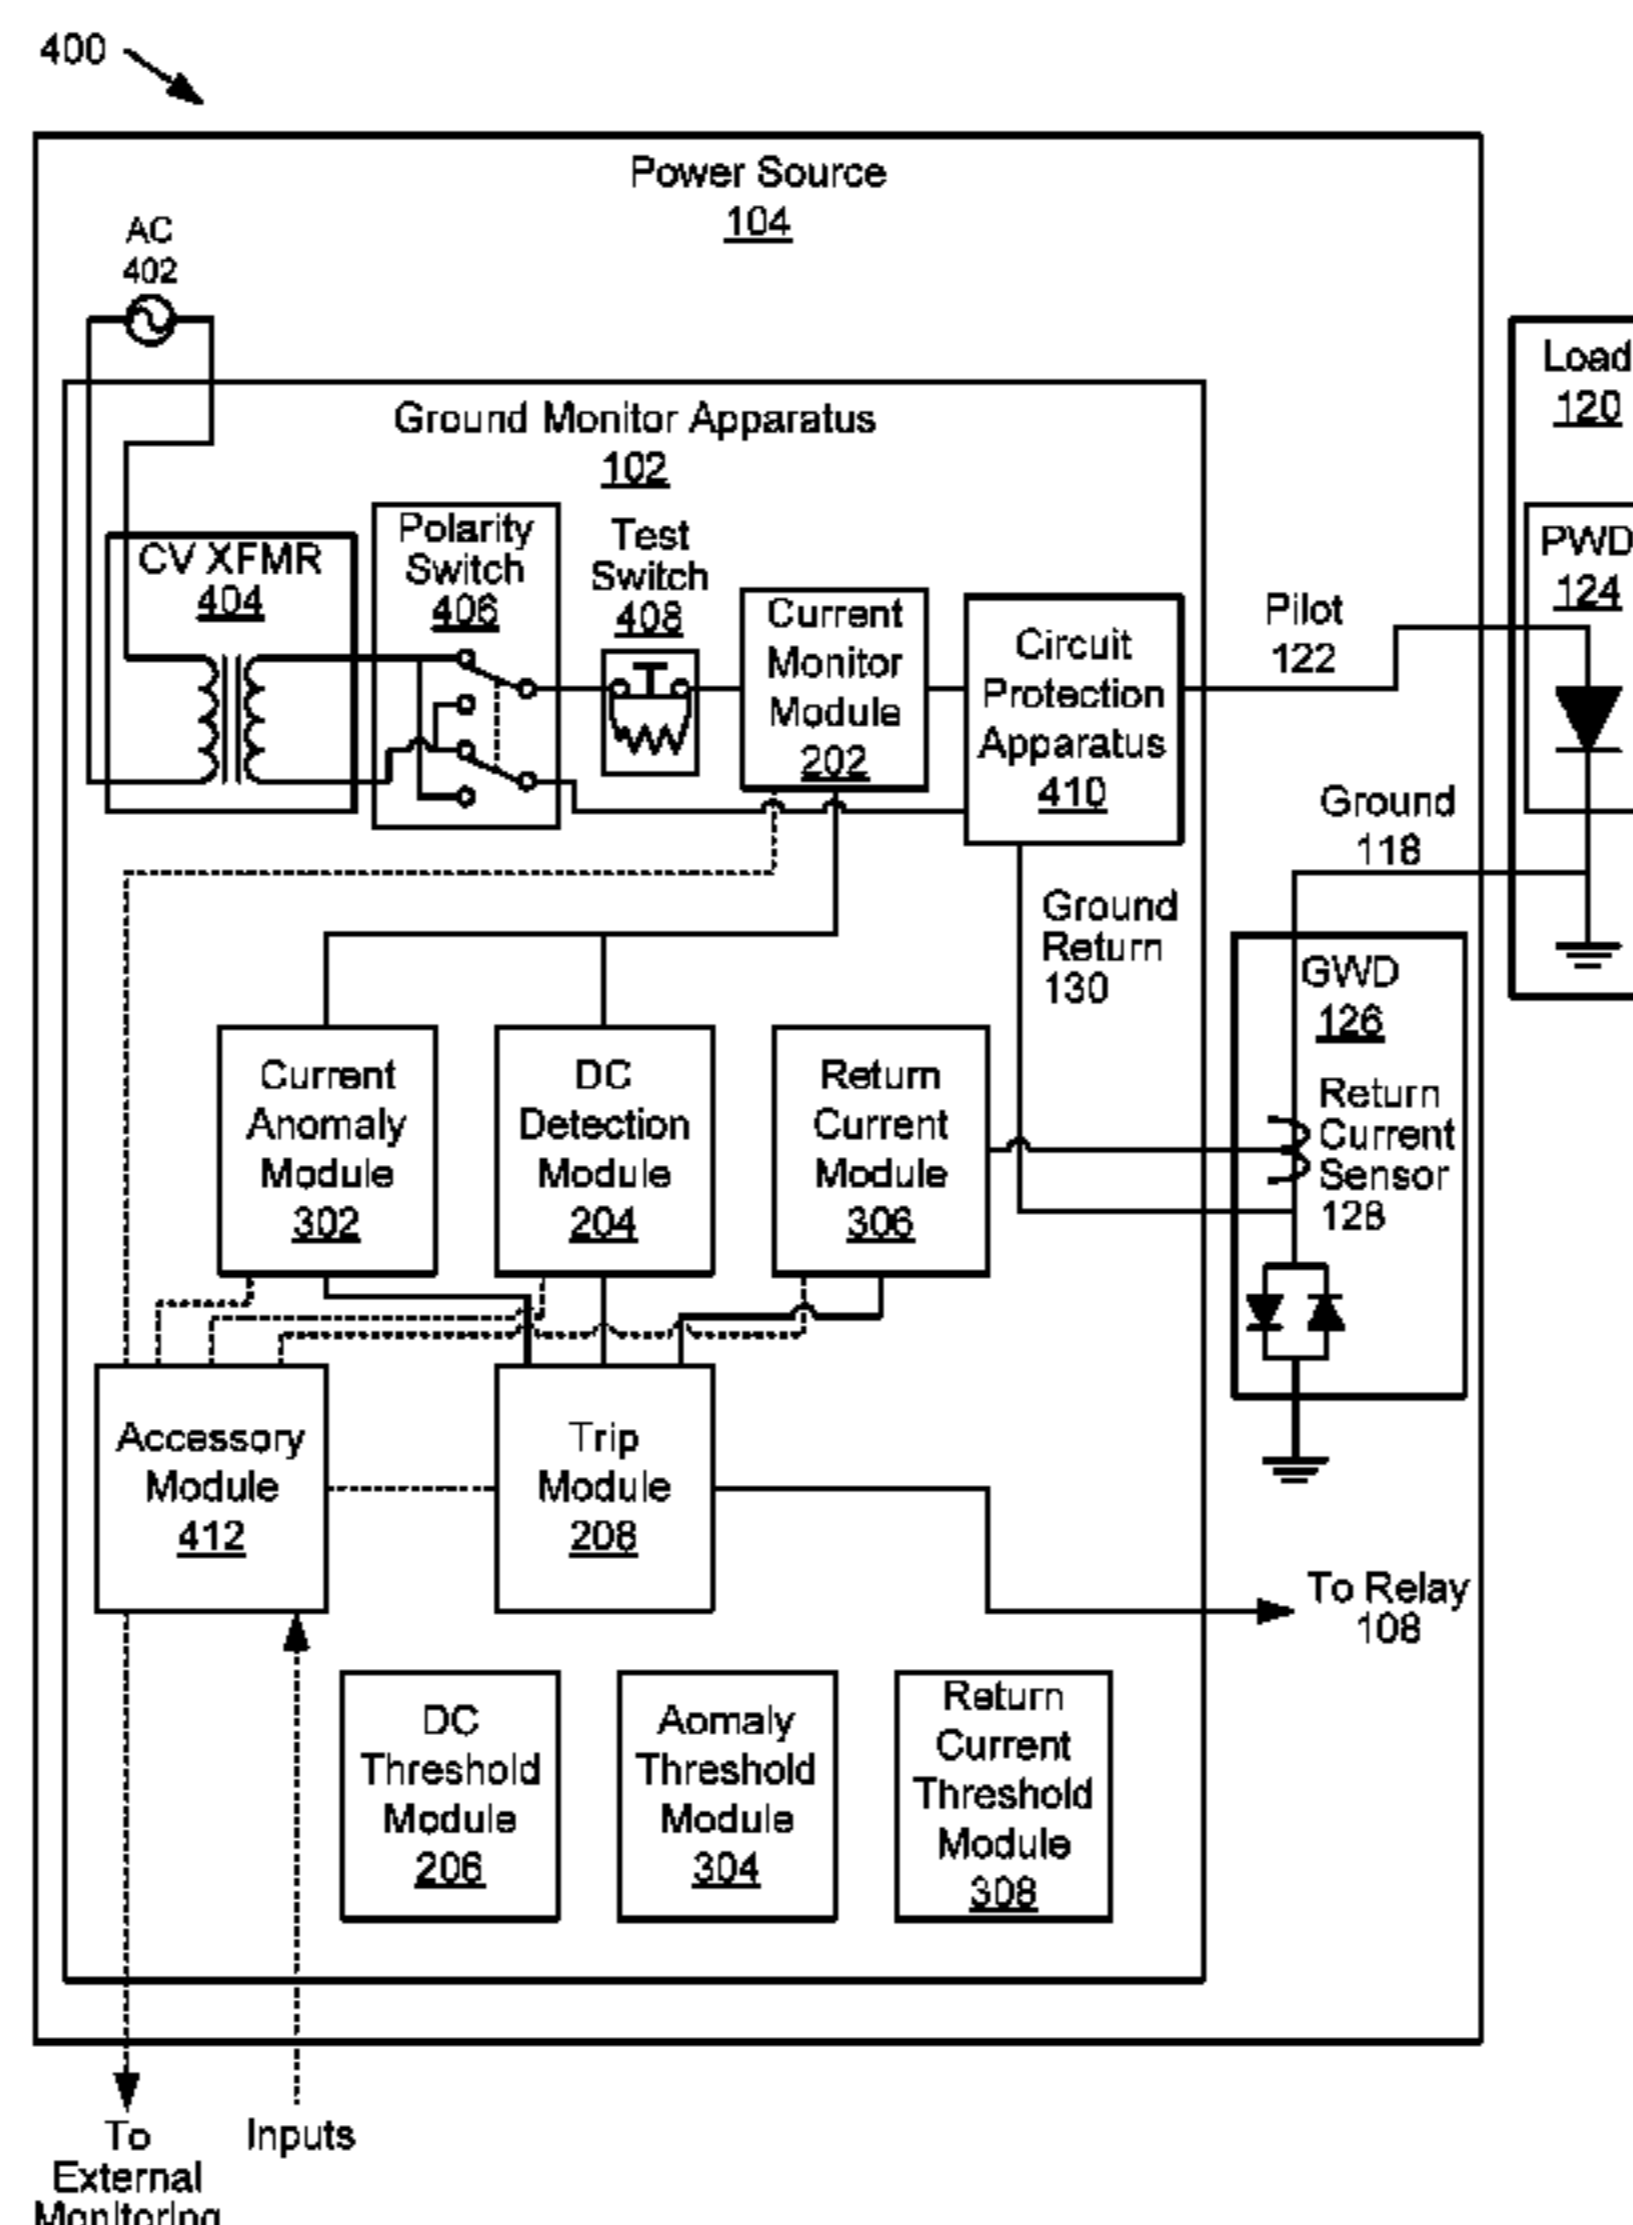 400
Power Source
104
AC
402
Load
120
Ground Monitor Apparatus
102
CV XFMR
404
Polarity
Switch
406
Test
Switch
408
Current
Monitor
Module
202
Circuit
Protection
Apparatus
410
Pilot
122
PWD
124
Ground
118
Ground
Return
130
GWD
126
Return
Current
Sensor
128
Current
Anomaly
Module
302
DC
Detection
Module
204
Return
Current
Module
306
Accessory
Module
412
Trip
Module
208
To Relay
108
DC
Threshold
Module
206
Aomaly
Threshold
Module
304
Return
Current
Threshold
Module
308
To
External
Monitoring
Inputs